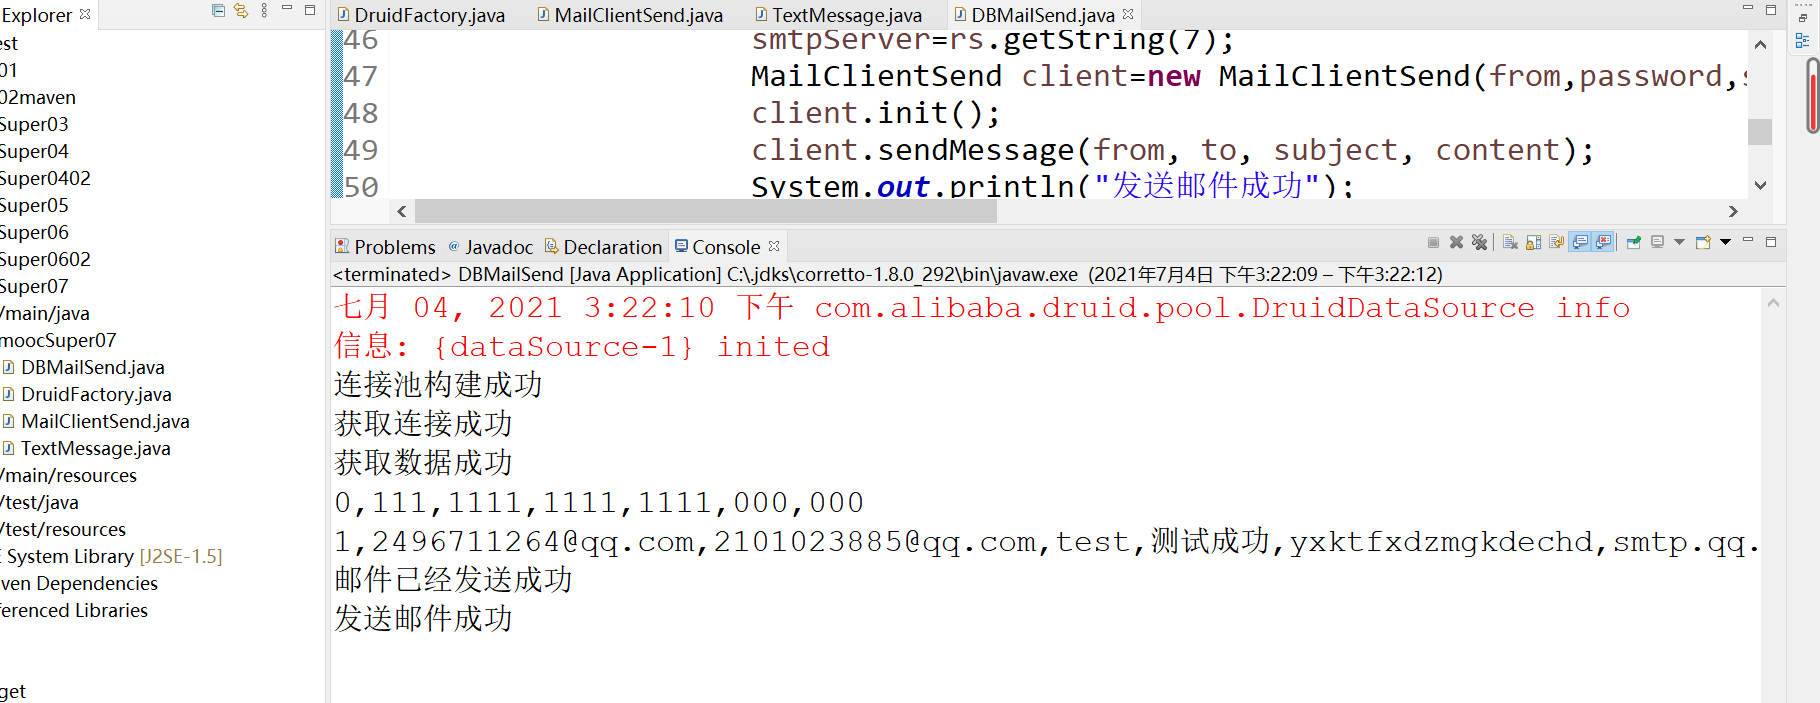 Explorer
est
01
02maven
Super03
Super04
Super0402
Super05
Super06
Super0602
Super07
/main/java
moocSuper07
DBMailSend.java
DruidFactory.java
MailClientSend.java
TextMessage.java
/main/resources
/test/java
/test/resources
E System Library [J2SE-1.5]
ven Dependencies
ferenced Libraries
get
DruidFactory.java MailClientSend.java TextMessage.java DBMailSend.java
46 smtpServer=rs.getString(7);
47 MailClientSend client=new MailClientSend(from,password,s
48 client.init();
49 client.sendMessage(from, to, subject, content);
50 System.out.println("发送邮件成功");
Problems @ Javadoc Declaration Console
<terminated> DBMailSend [Java Application] C:\.jdks\corretto-1.8.0_292\bin\javaw.exe (2021年7月4日 下午3:22:09 – 下午3:22:12)
七月 04, 2021 3:22:10 下午 com.alibaba.druid.pool.DruidDataSource info
信息: {dataSource-1} inited
连接池构建成功
获取连接成功
获取数据成功
0,111,1111,1111,1111,000,000
1,2496711264@qq.com,2101023885@qq.com,test,测试成功,yxktfxdzmgkdechd,smtp.qq.
邮件已经发送成功
发送邮件成功